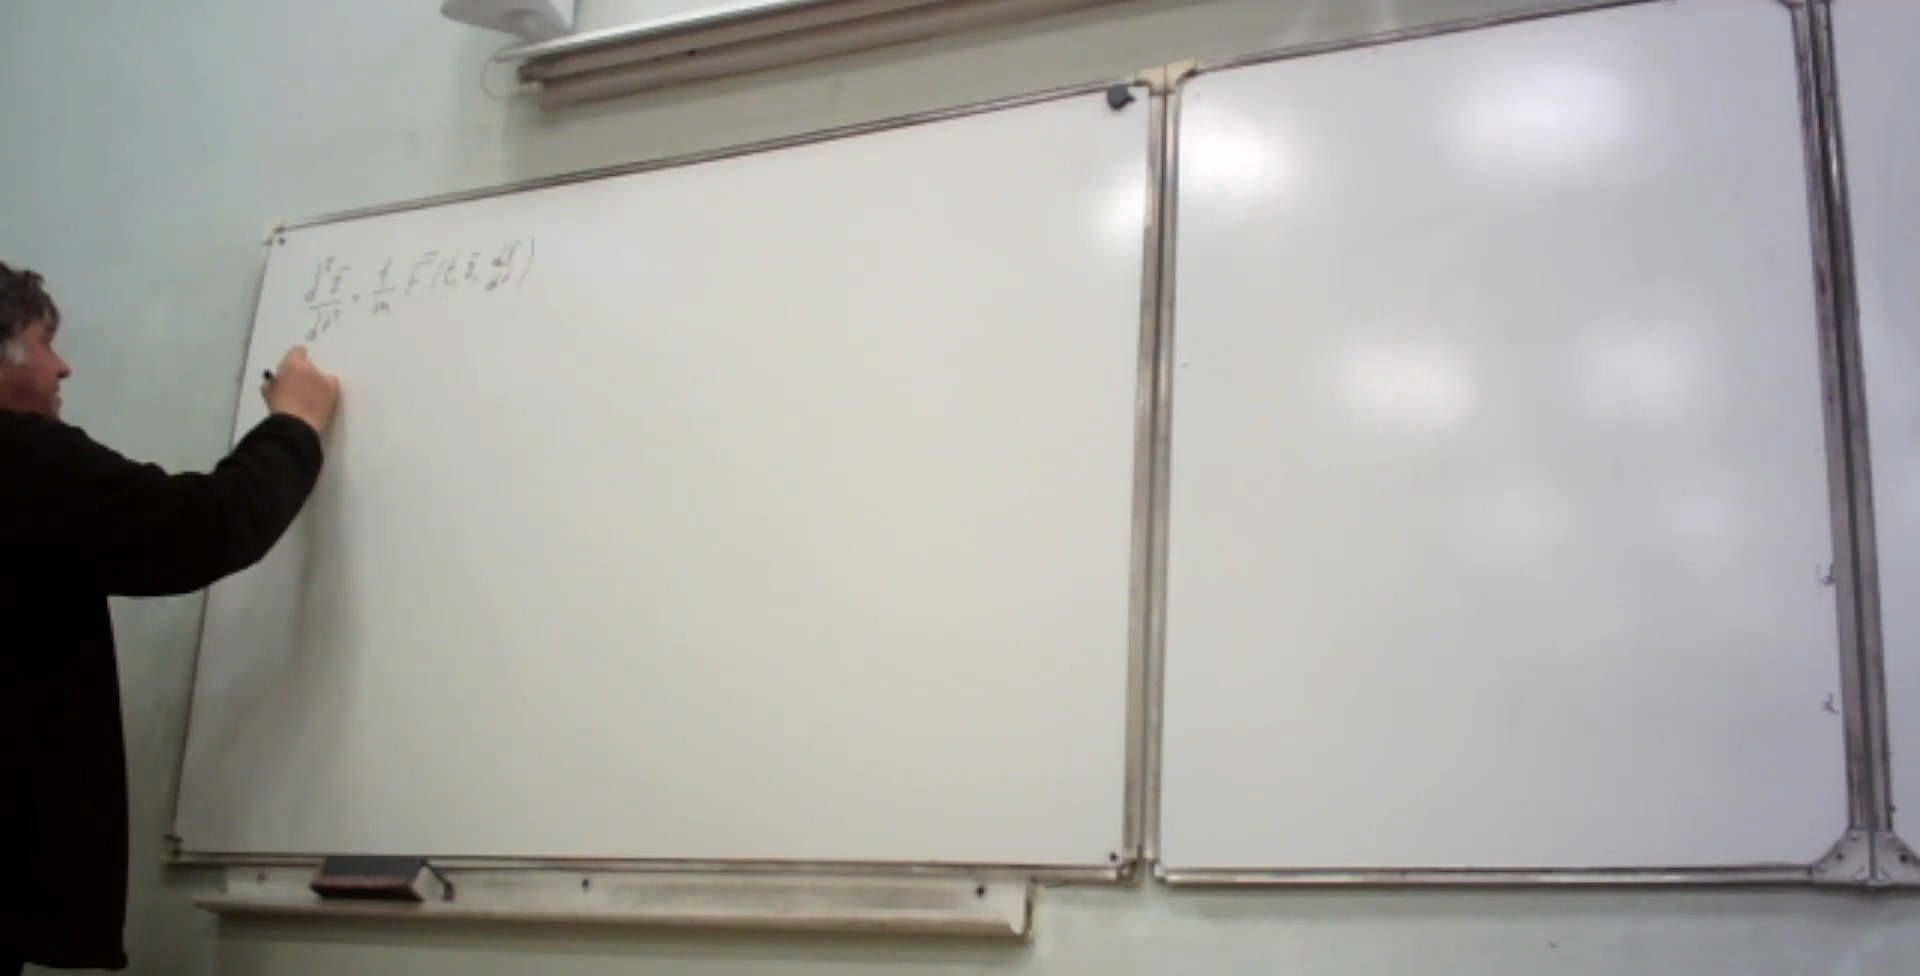 d²r̄/dt² = 1/m F̄(t, r̄, dr̄/dt)